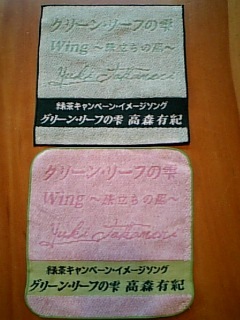 グリーン・リーフの雫
Wing ～旅立ちの扉～
Yuki Takamori
緑茶キャンペーン・イメージソング
グリーン・リーフの雫 高森有紀
グリーン・リーフの雫
Wing ～旅立ちの扉～
Yuki Takamori
緑茶キャンペーン・イメージソング
グリーン・リーフの雫 高森有紀